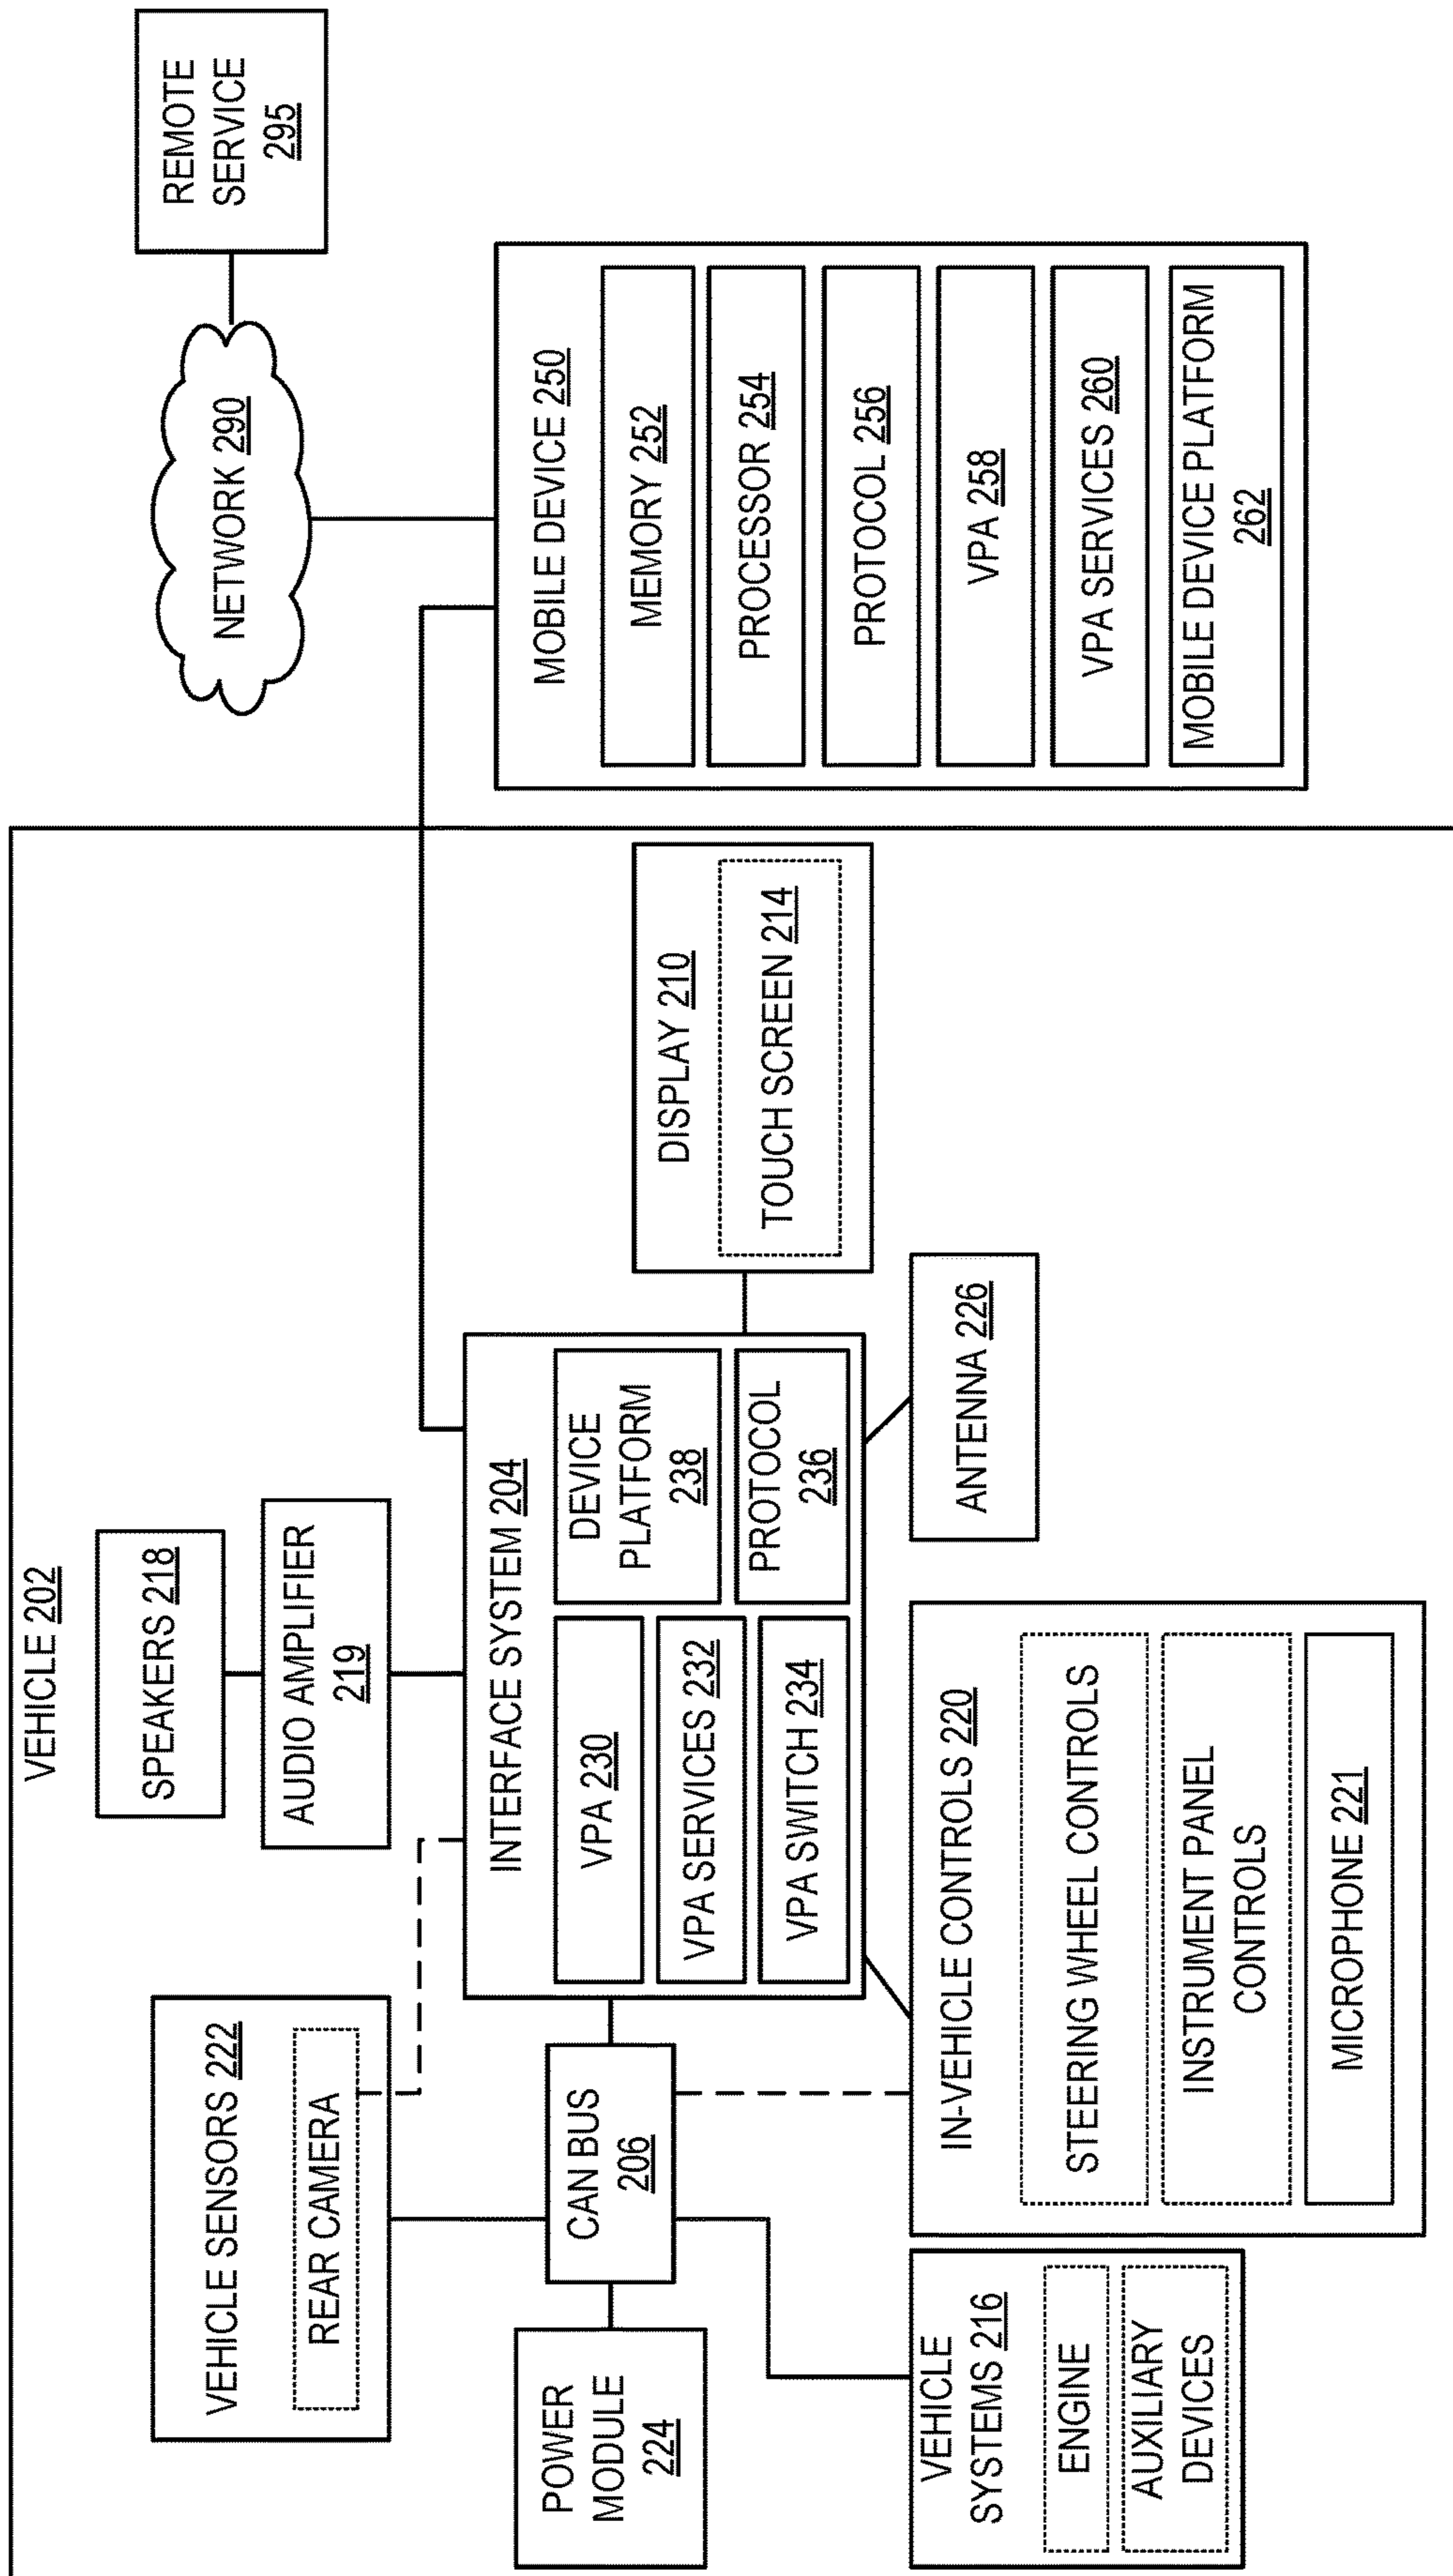 VEHICLE 202
SPEAKERS 218
AUDIO AMPLIFIER
219
VEHICLE SENSORS 222
REAR CAMERA
POWER
MODULE
224
CAN BUS
206
INTERFACE SYSTEM 204
VPA 230
VPA SERVICES 232
VPA SWITCH 234
DEVICE
PLATFORM
238
PROTOCOL
236
DISPLAY 210
TOUCH SCREEN 214
ANTENNA 226
VEHICLE
SYSTEMS 216
ENGINE
AUXILIARY
DEVICES
IN-VEHICLE CONTROLS 220
STEERING WHEEL CONTROLS
INSTRUMENT PANEL
CONTROLS
MICROPHONE 221
NETWORK 290
REMOTE
SERVICE
295
MOBILE DEVICE 250
MEMORY 252
PROCESSOR 254
PROTOCOL 256
VPA 258
VPA SERVICES 260
MOBILE DEVICE PLATFORM
262